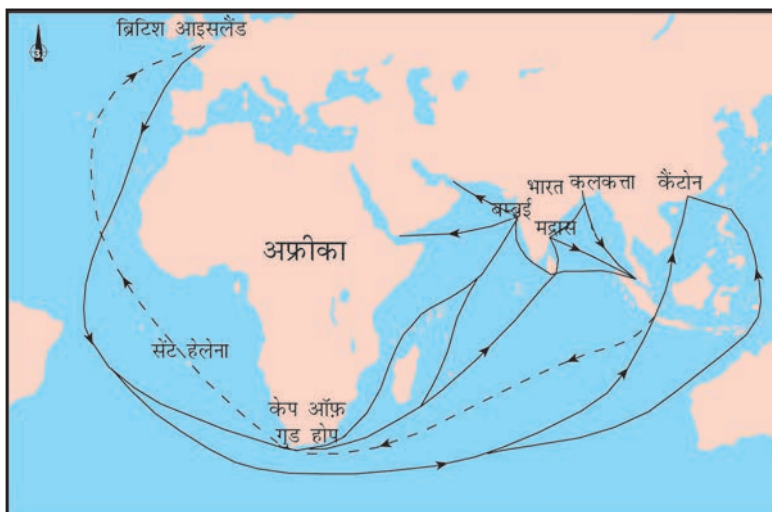 ब्रिटिश आइसलैंड
भारत
कलकत्ता
कैंटोन
बम्बई
मद्रास
अफ्रीका
सेंट हेलेना
केप ऑफ़
गुड होप